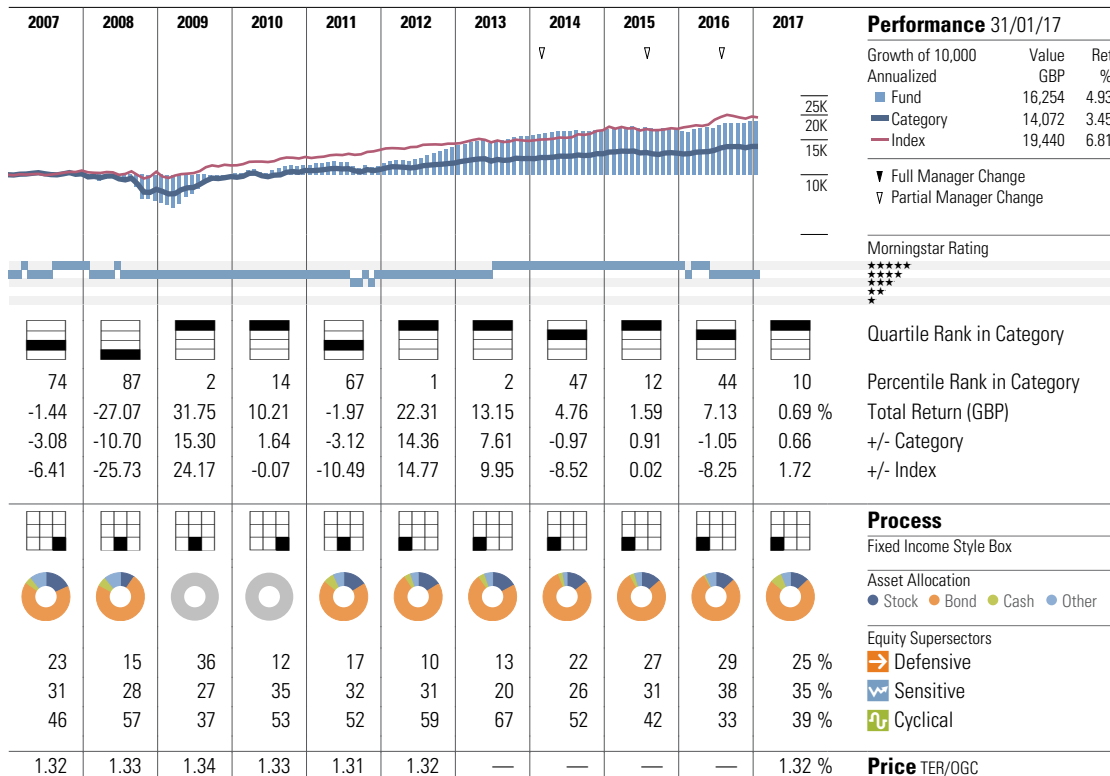 2007 2008 2009 2010 2011 2012 2013 2014 2015 2016 2017 Performance 31/01/17
Growth of 10,000 Value Ret
Annualized GBP %
Fund 16,254 4.93
Category 14,072 3.45
Index 19,440 6.81
25K
20K
15K
10K
▼ Full Manager Change
▽ Partial Manager Change
Morningstar Rating
★★★★★
★★★★
★★★
★★
★
Quartile Rank in Category
74 87 2 14 67 1 2 47 12 44 10 Percentile Rank in Category
-1.44 -27.07 31.75 10.21 -1.97 22.31 13.15 4.76 1.59 7.13 0.69 % Total Return (GBP)
-3.08 -10.70 15.30 1.64 -3.12 14.36 7.61 -0.97 0.91 -1.05 0.66 +/- Category
-6.41 -25.73 24.17 -0.07 -10.49 14.77 9.95 -8.52 0.02 -8.25 1.72 +/- Index
Process
Fixed Income Style Box
Asset Allocation
Stock Bond Cash Other
Equity Supersectors
23 15 36 12 17 10 13 22 27 29 25 % Defensive
31 28 27 35 32 31 20 26 31 38 35 % Sensitive
46 57 37 53 52 59 67 52 42 33 39 % Cyclical
1.32 1.33 1.34 1.33 1.31 1.32 — — — — 1.32 % Price TER/OGC